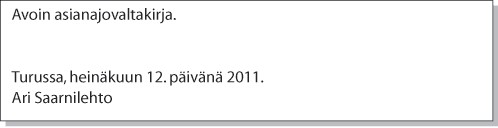 Avoin asianajovaltakirja.
Turussa, heinäkuun 12. päivänä 2011.
Ari Saarnilehto